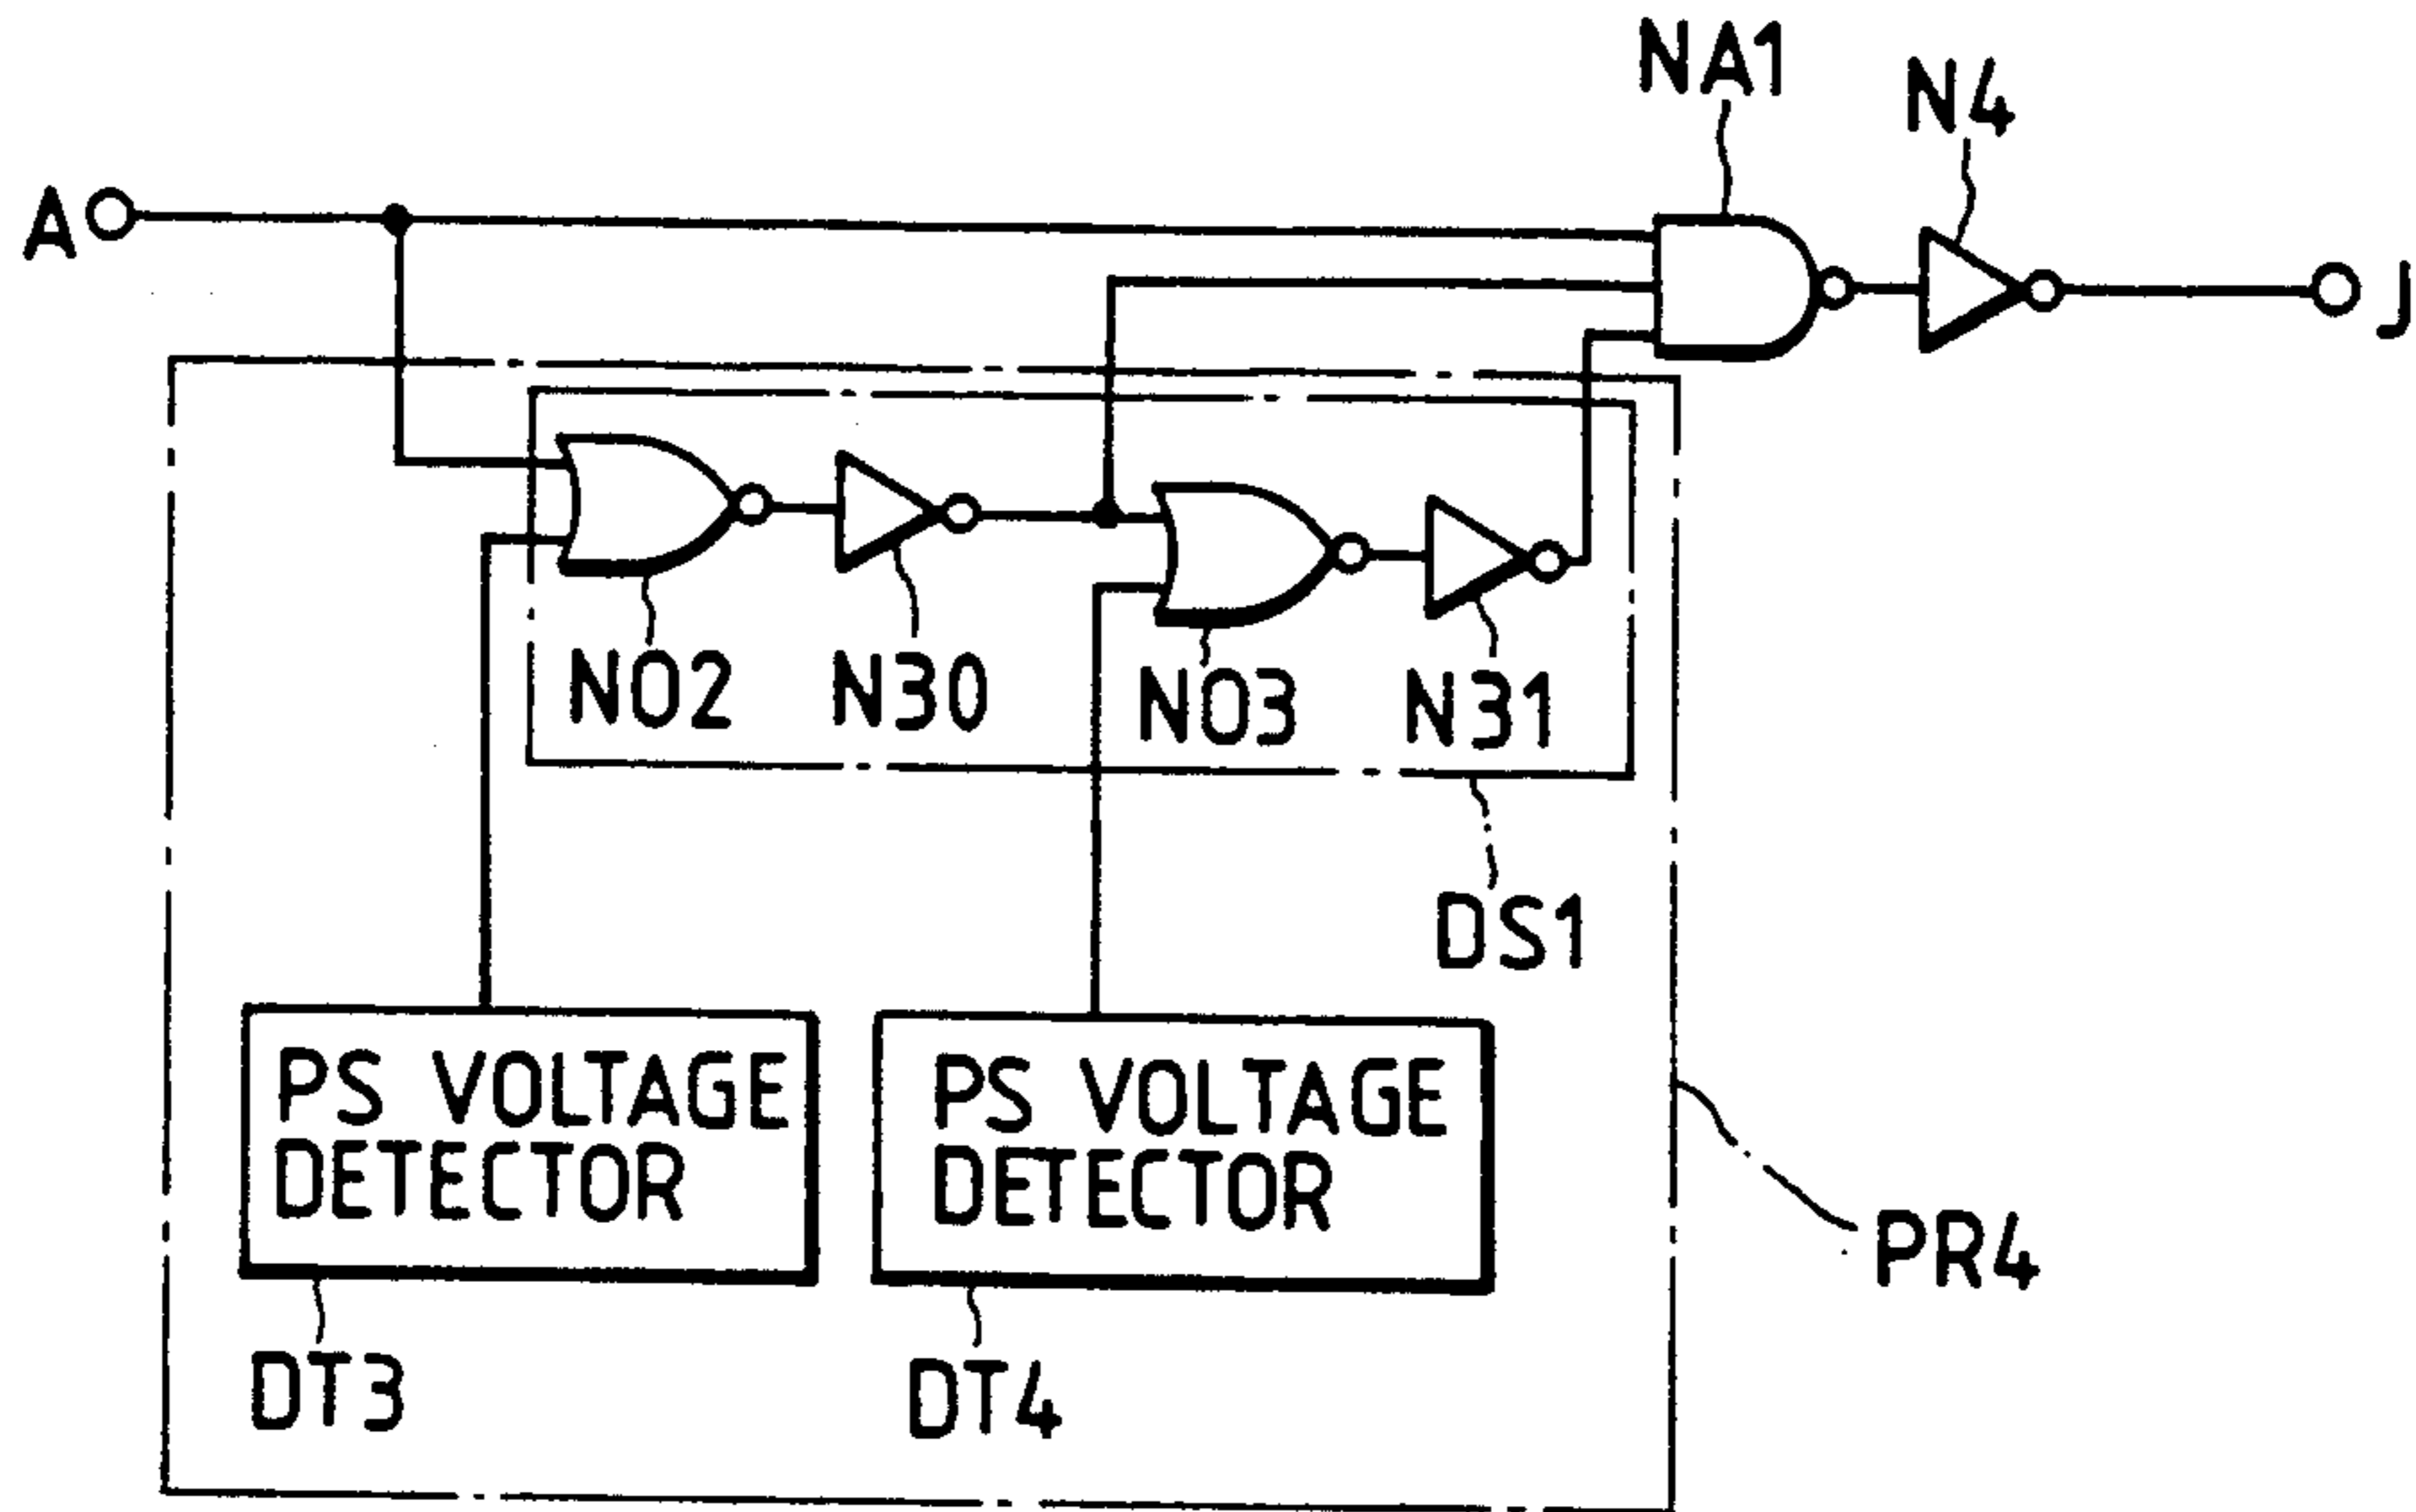 NA1
N4
A
J
NO2
N30
NO3
N31
DS1
PS VOLTAGE
DETECTOR
PS VOLTAGE
DETECTOR
PR4
DT3
DT4